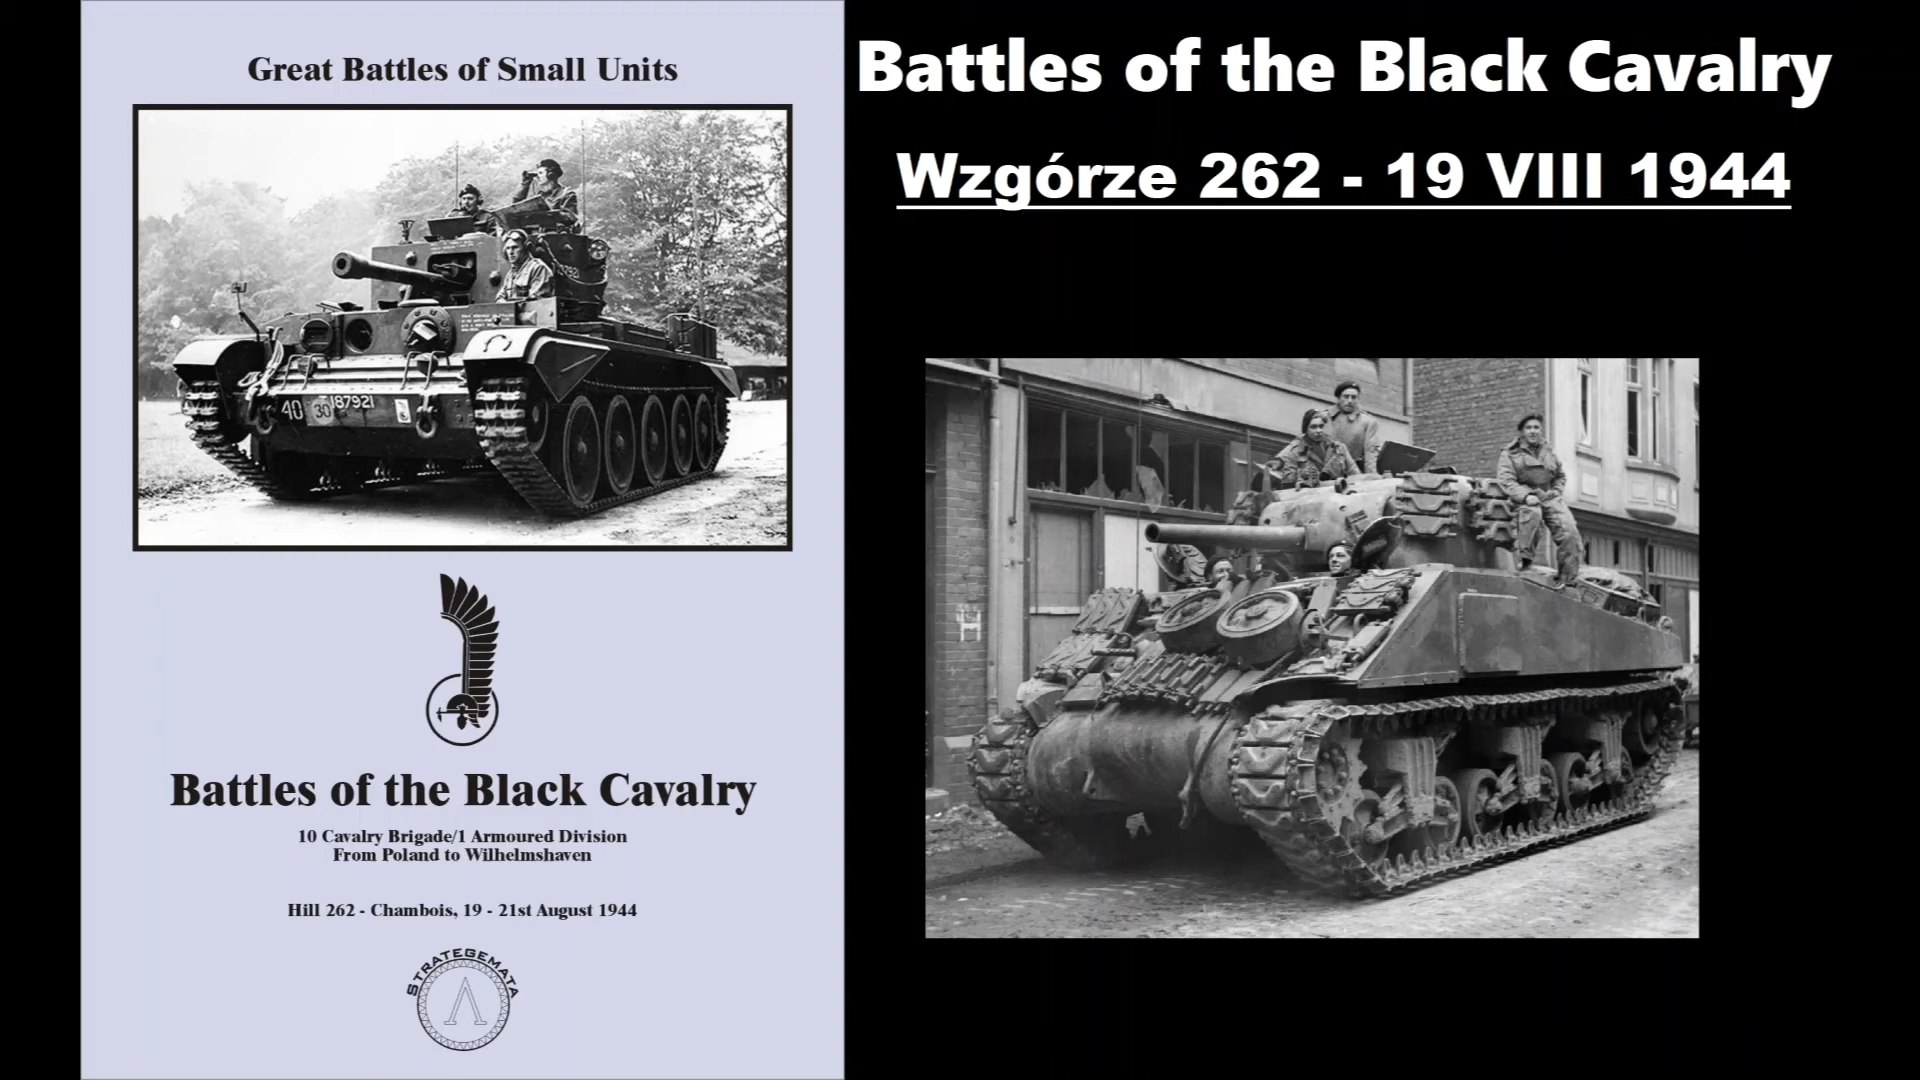 Great Battles of Small Units
40 30 187921
Battles of the Black Cavalry
10 Cavalry Brigade/1 Armoured Division
From Poland to Wilhelmshaven
Hill 262 - Chambois, 19 - 21st August 1944
STRATEGEMATA
Battles of the Black Cavalry
Wzgórze 262 - 19 VIII 1944
H